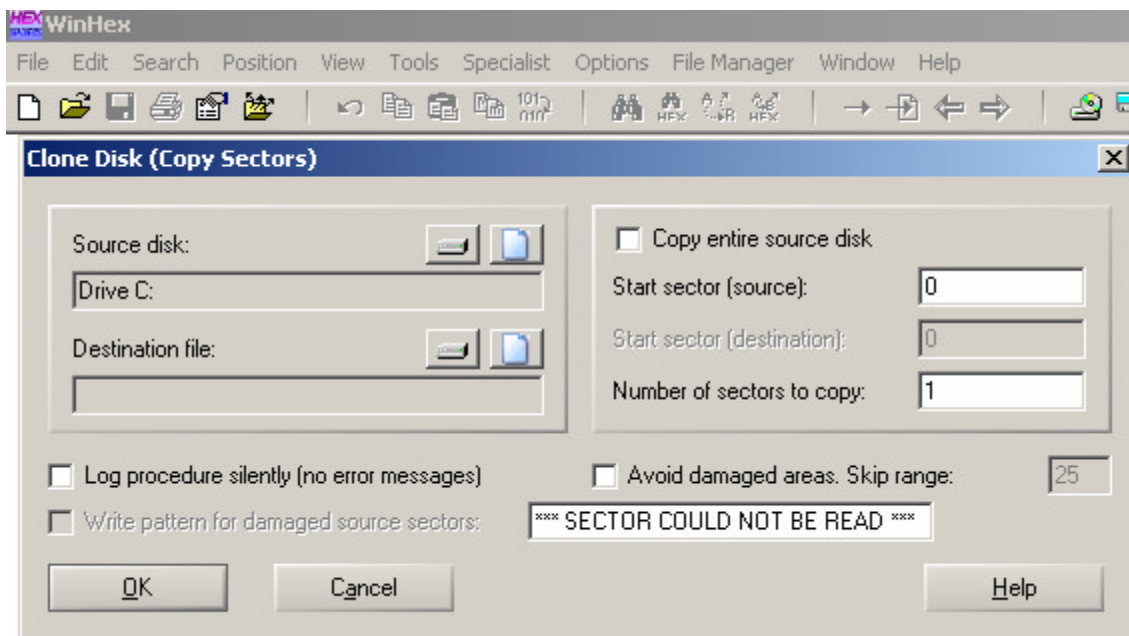 WinHex
File Edit Search Position View Tools Specialist Options File Manager Window Help
Clone Disk (Copy Sectors)
Source disk:
Drive C:
Destination file:
Copy entire source disk
Start sector (source): 0
Start sector (destination): 0
Number of sectors to copy: 1
Log procedure silently (no error messages)
Avoid damaged areas. Skip range: 25
Write pattern for damaged source sectors: *** SECTOR COULD NOT BE READ ***
OK Cancel Help